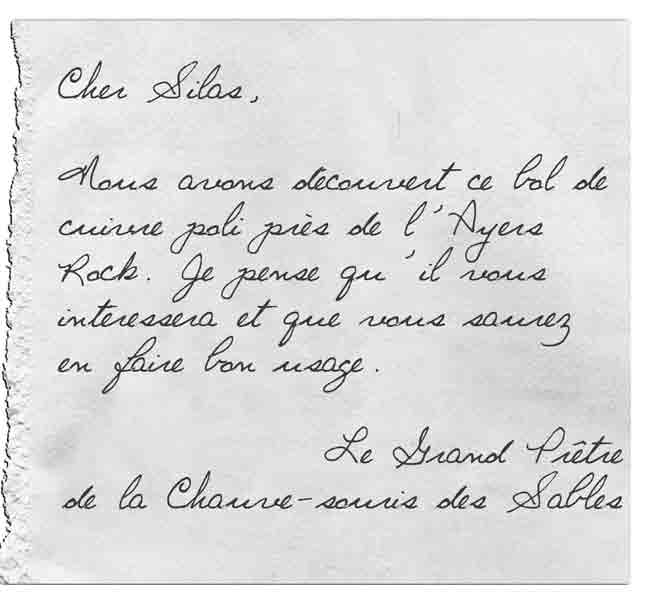 Cher Silas,
Nous avons découvert ce bol de
cuivre poli près de l'Ayers
Rock. Je pense qu'il vous
interessera et que vous saurez
en faire bon usage.
Le Grand Prêtre
de la Chauve-souris des Sables